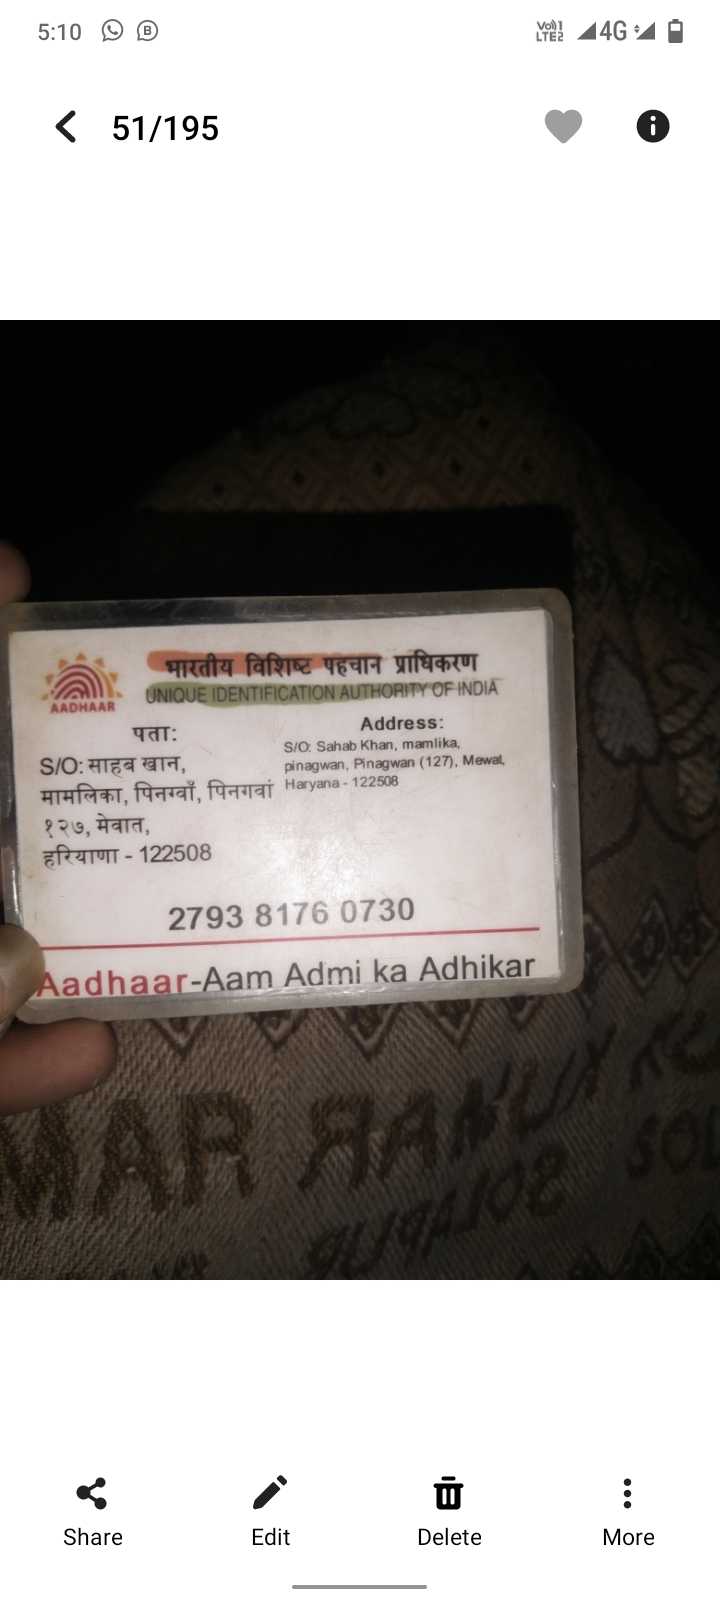 5:10
Vo)) 1
LTE2
4G
51/195
भारतीय विशिष्ट पहचान प्राधिकरण
UNIQUE IDENTIFICATION AUTHORITY OF INDIA
AADHAAR
पता:
S/O: साहब खान,
मामलिका, पिनग्वाँ, पिनगवां
१२७, मेवात,
हरियाणा - 122508
Address:
S/O: Sahab Khan, mamlika,
pinagwan, Pinagwan (127), Mewat,
Haryana - 122508
2793 8176 0730
Aadhaar-Aam Admi ka Adhikar
Share
Edit
Delete
More